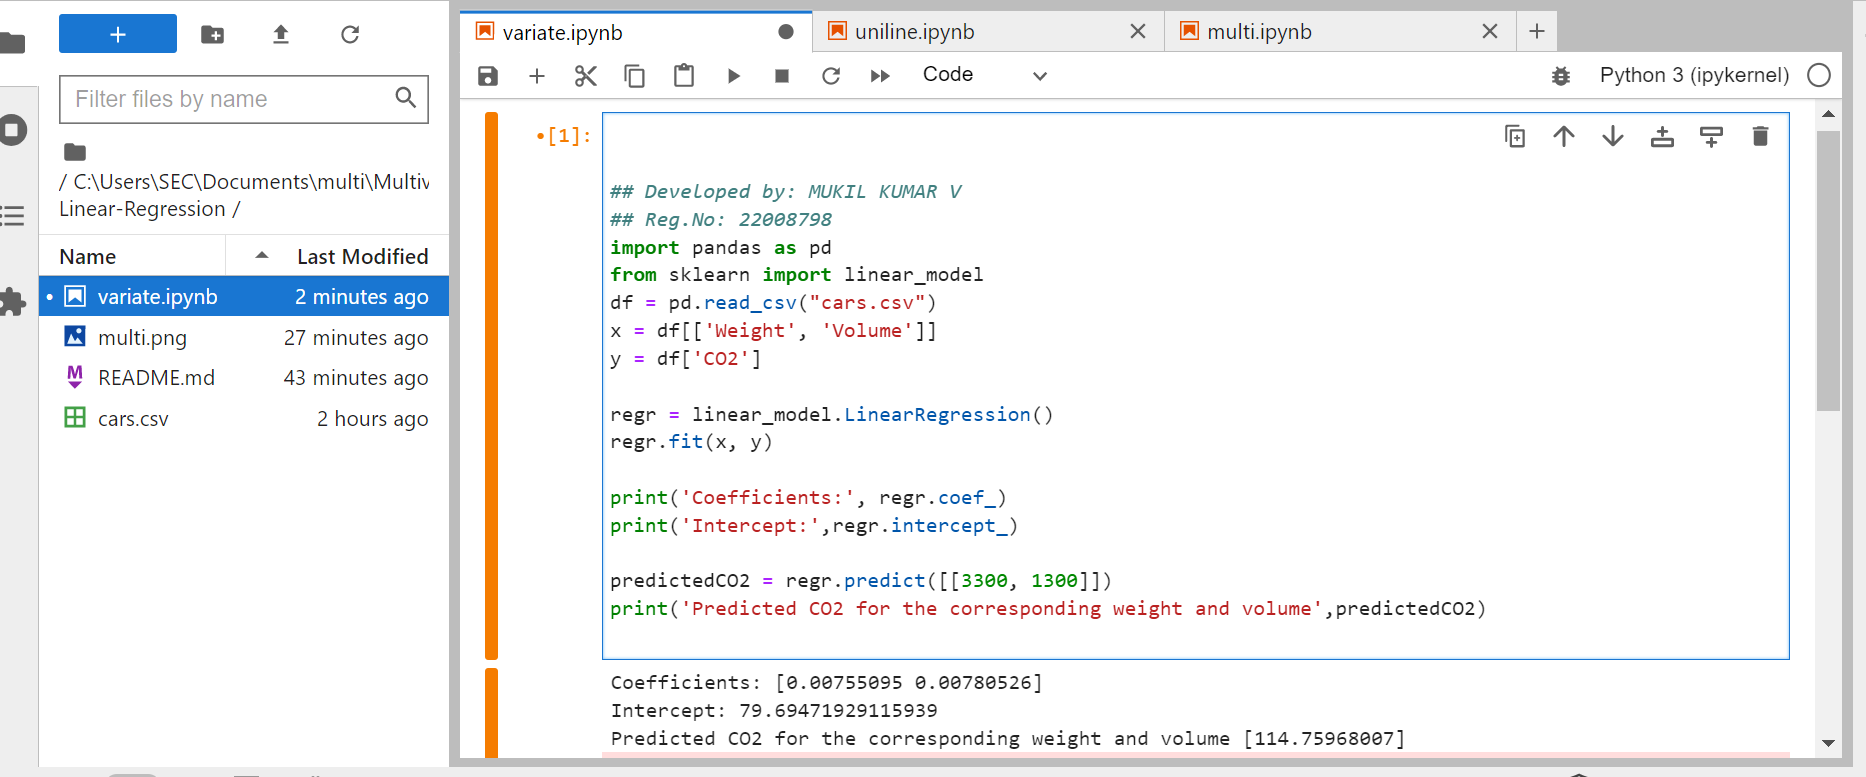 variate.ipynb
uniline.ipynb
multi.ipynb
Code
Python 3 (ipykernel)
Filter files by name
/ C:\Users\SEC\Documents\multi\Multiv
Linear-Regression /
Name Last Modified
variate.ipynb 2 minutes ago
multi.png 27 minutes ago
README.md 43 minutes ago
cars.csv 2 hours ago
[1]:
## Developed by: MUKIL KUMAR V
## Reg.No: 22008798
import pandas as pd
from sklearn import linear_model
df = pd.read_csv("cars.csv")
x = df[['Weight', 'Volume']]
y = df['CO2']
regr = linear_model.LinearRegression()
regr.fit(x, y)
print('Coefficients:', regr.coef_)
print('Intercept:',regr.intercept_)
predictedCO2 = regr.predict([[3300, 1300]])
print('Predicted CO2 for the corresponding weight and volume',predictedCO2)
Coefficients: [0.00755095 0.00780526]
Intercept: 79.69471929115939
Predicted CO2 for the corresponding weight and volume [114.75968007]